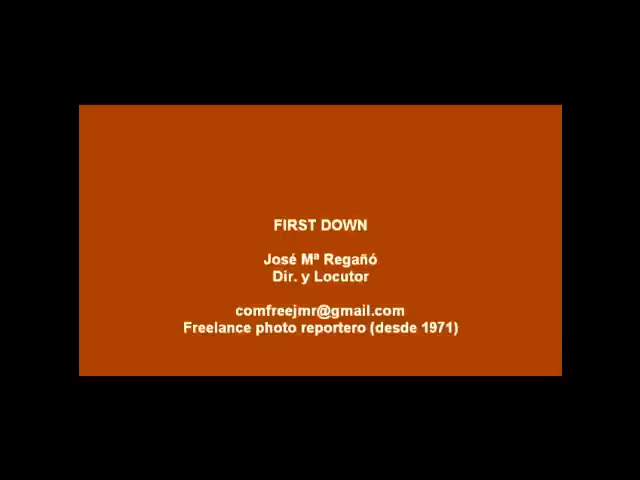 FIRST DOWN
José Mª Regañó
Dir. y Locutor
comfreejmr@gmail.com
Freelance photo reportero (desde 1971)